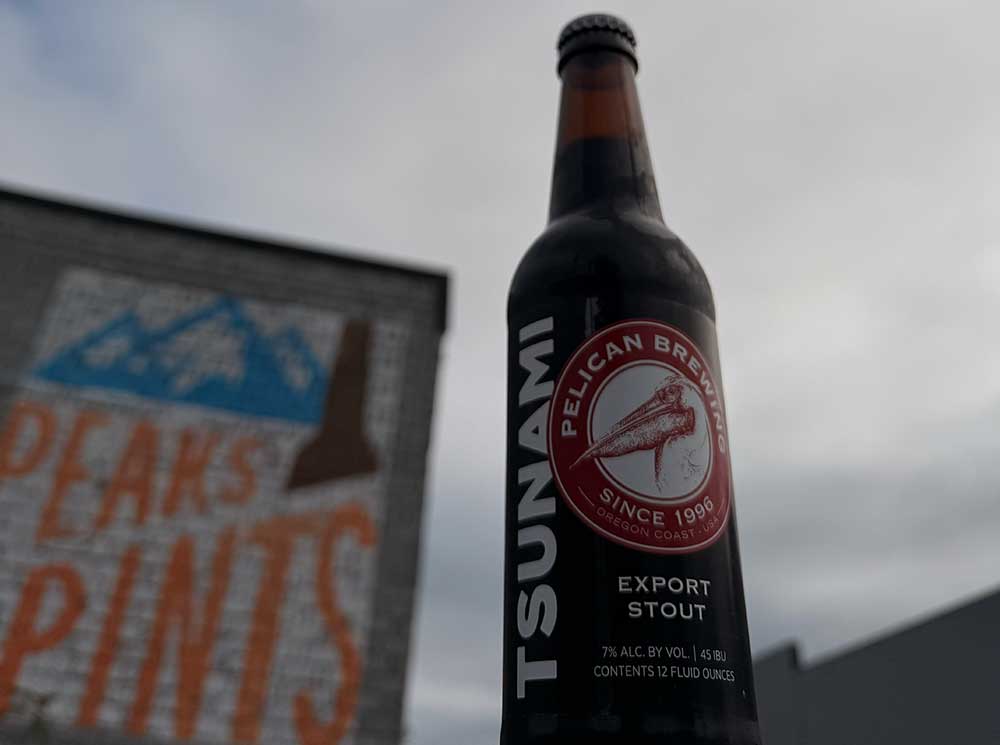 PEAKS
PINTS
TSUNAMI
PELICAN BREWING
SINCE 1996
OREGON COAST · USA
EXPORT
STOUT
7% ALC. BY VOL. | 45 IBU
CONTENTS 12 FLUID OUNCES